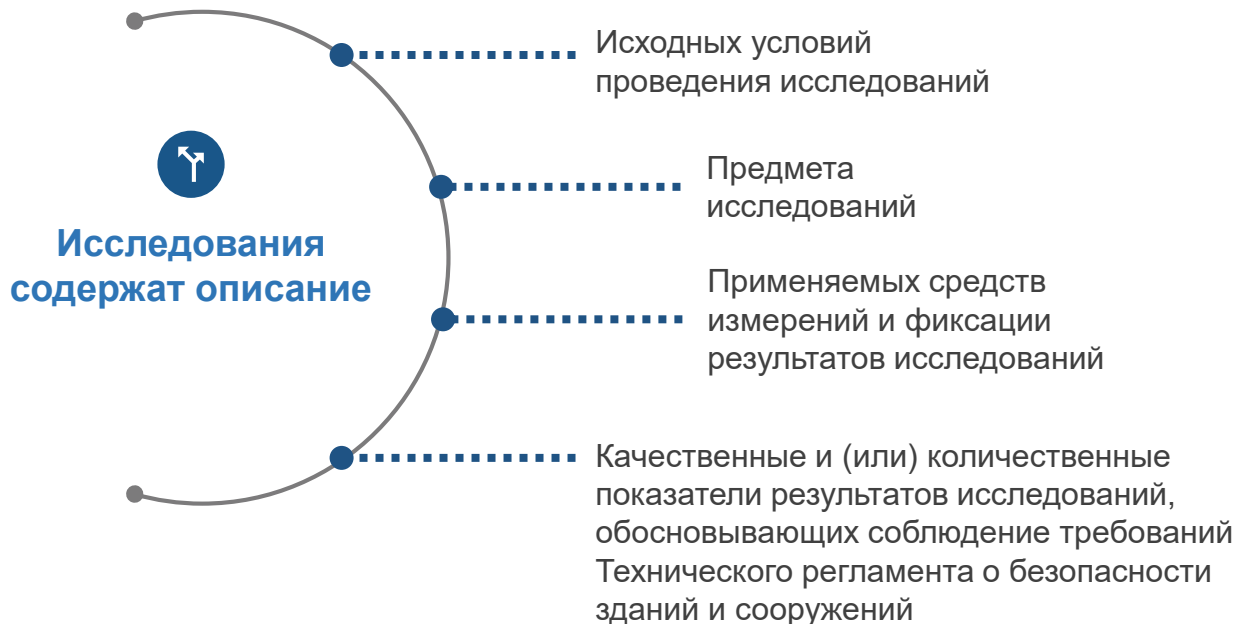 Исходных условий
проведения исследований
Предмета
исследований
Исследования
содержат описание
Применяемых средств
измерений и фиксации
результатов исследований
Качественные и (или) количественные
показатели результатов исследований,
обосновывающих соблюдение требований
Технического регламента о безопасности
зданий и сооружений